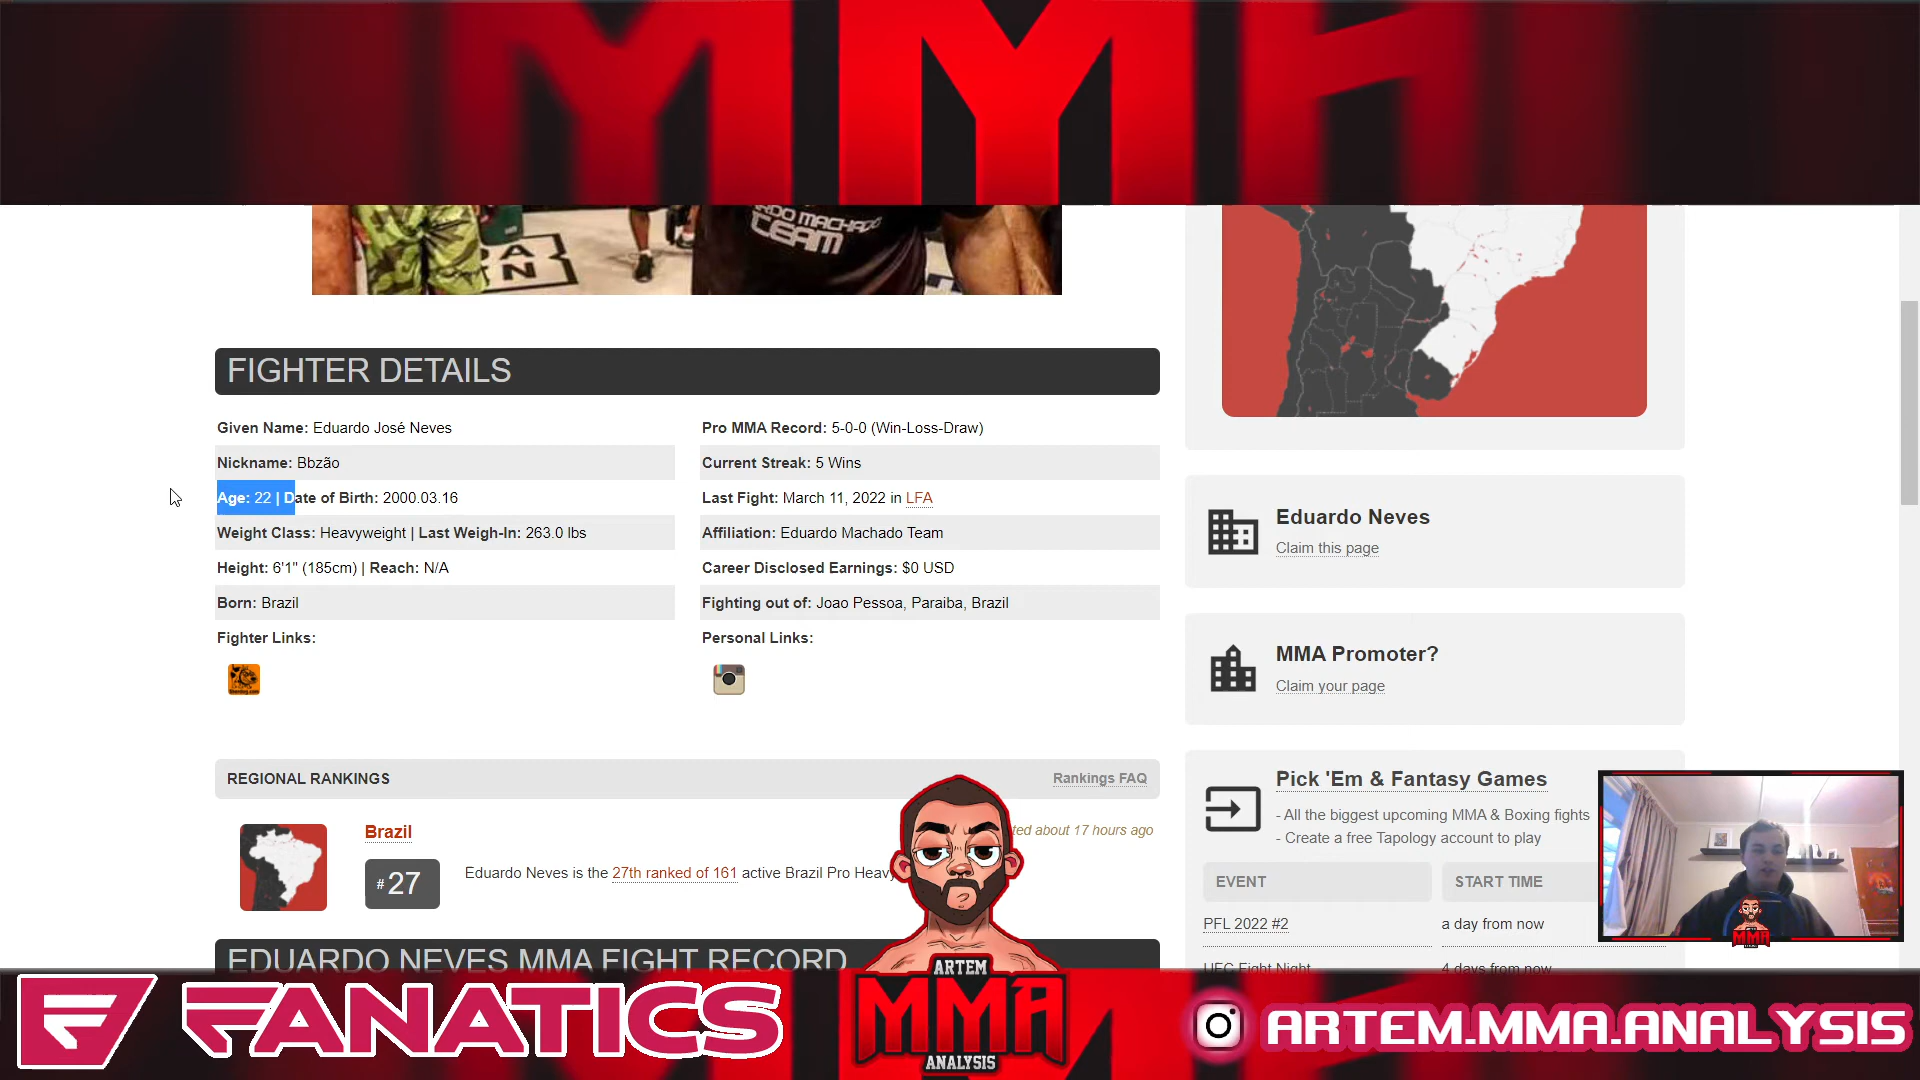 MMA
RDO MACHADO
TEAM
FIGHTER DETAILS
Given Name: Eduardo José Neves
Nickname: Bbzão
Age: 22 | Date of Birth: 2000.03.16
Weight Class: Heavyweight | Last Weigh-In: 263.0 lbs
Height: 6'1" (185cm) | Reach: N/A
Born: Brazil
Fighter Links:
Pro MMA Record: 5-0-0 (Win-Loss-Draw)
Current Streak: 5 Wins
Last Fight: March 11, 2022 in LFA
Affiliation: Eduardo Machado Team
Career Disclosed Earnings: $0 USD
Fighting out of: Joao Pessoa, Paraiba, Brazil
Personal Links:
REGIONAL RANKINGS
Rankings FAQ
Brazil
ted about 17 hours ago
#27
Eduardo Neves is the 27th ranked of 161 active Brazil Pro Heavy
EDUARDO NEVES MMA FIGHT RECORD
Eduardo Neves
Claim this page
MMA Promoter?
Claim your page
Pick 'Em & Fantasy Games
- All the biggest upcoming MMA & Boxing fights
- Create a free Tapology account to play
EVENT START TIME
PFL 2022 #2 a day from now
UFC Fight Night 4 days from now
MMA
FANATICS
ARTEM
MMA
ANALYSIS
ARTEM.MMA.ANALYSIS